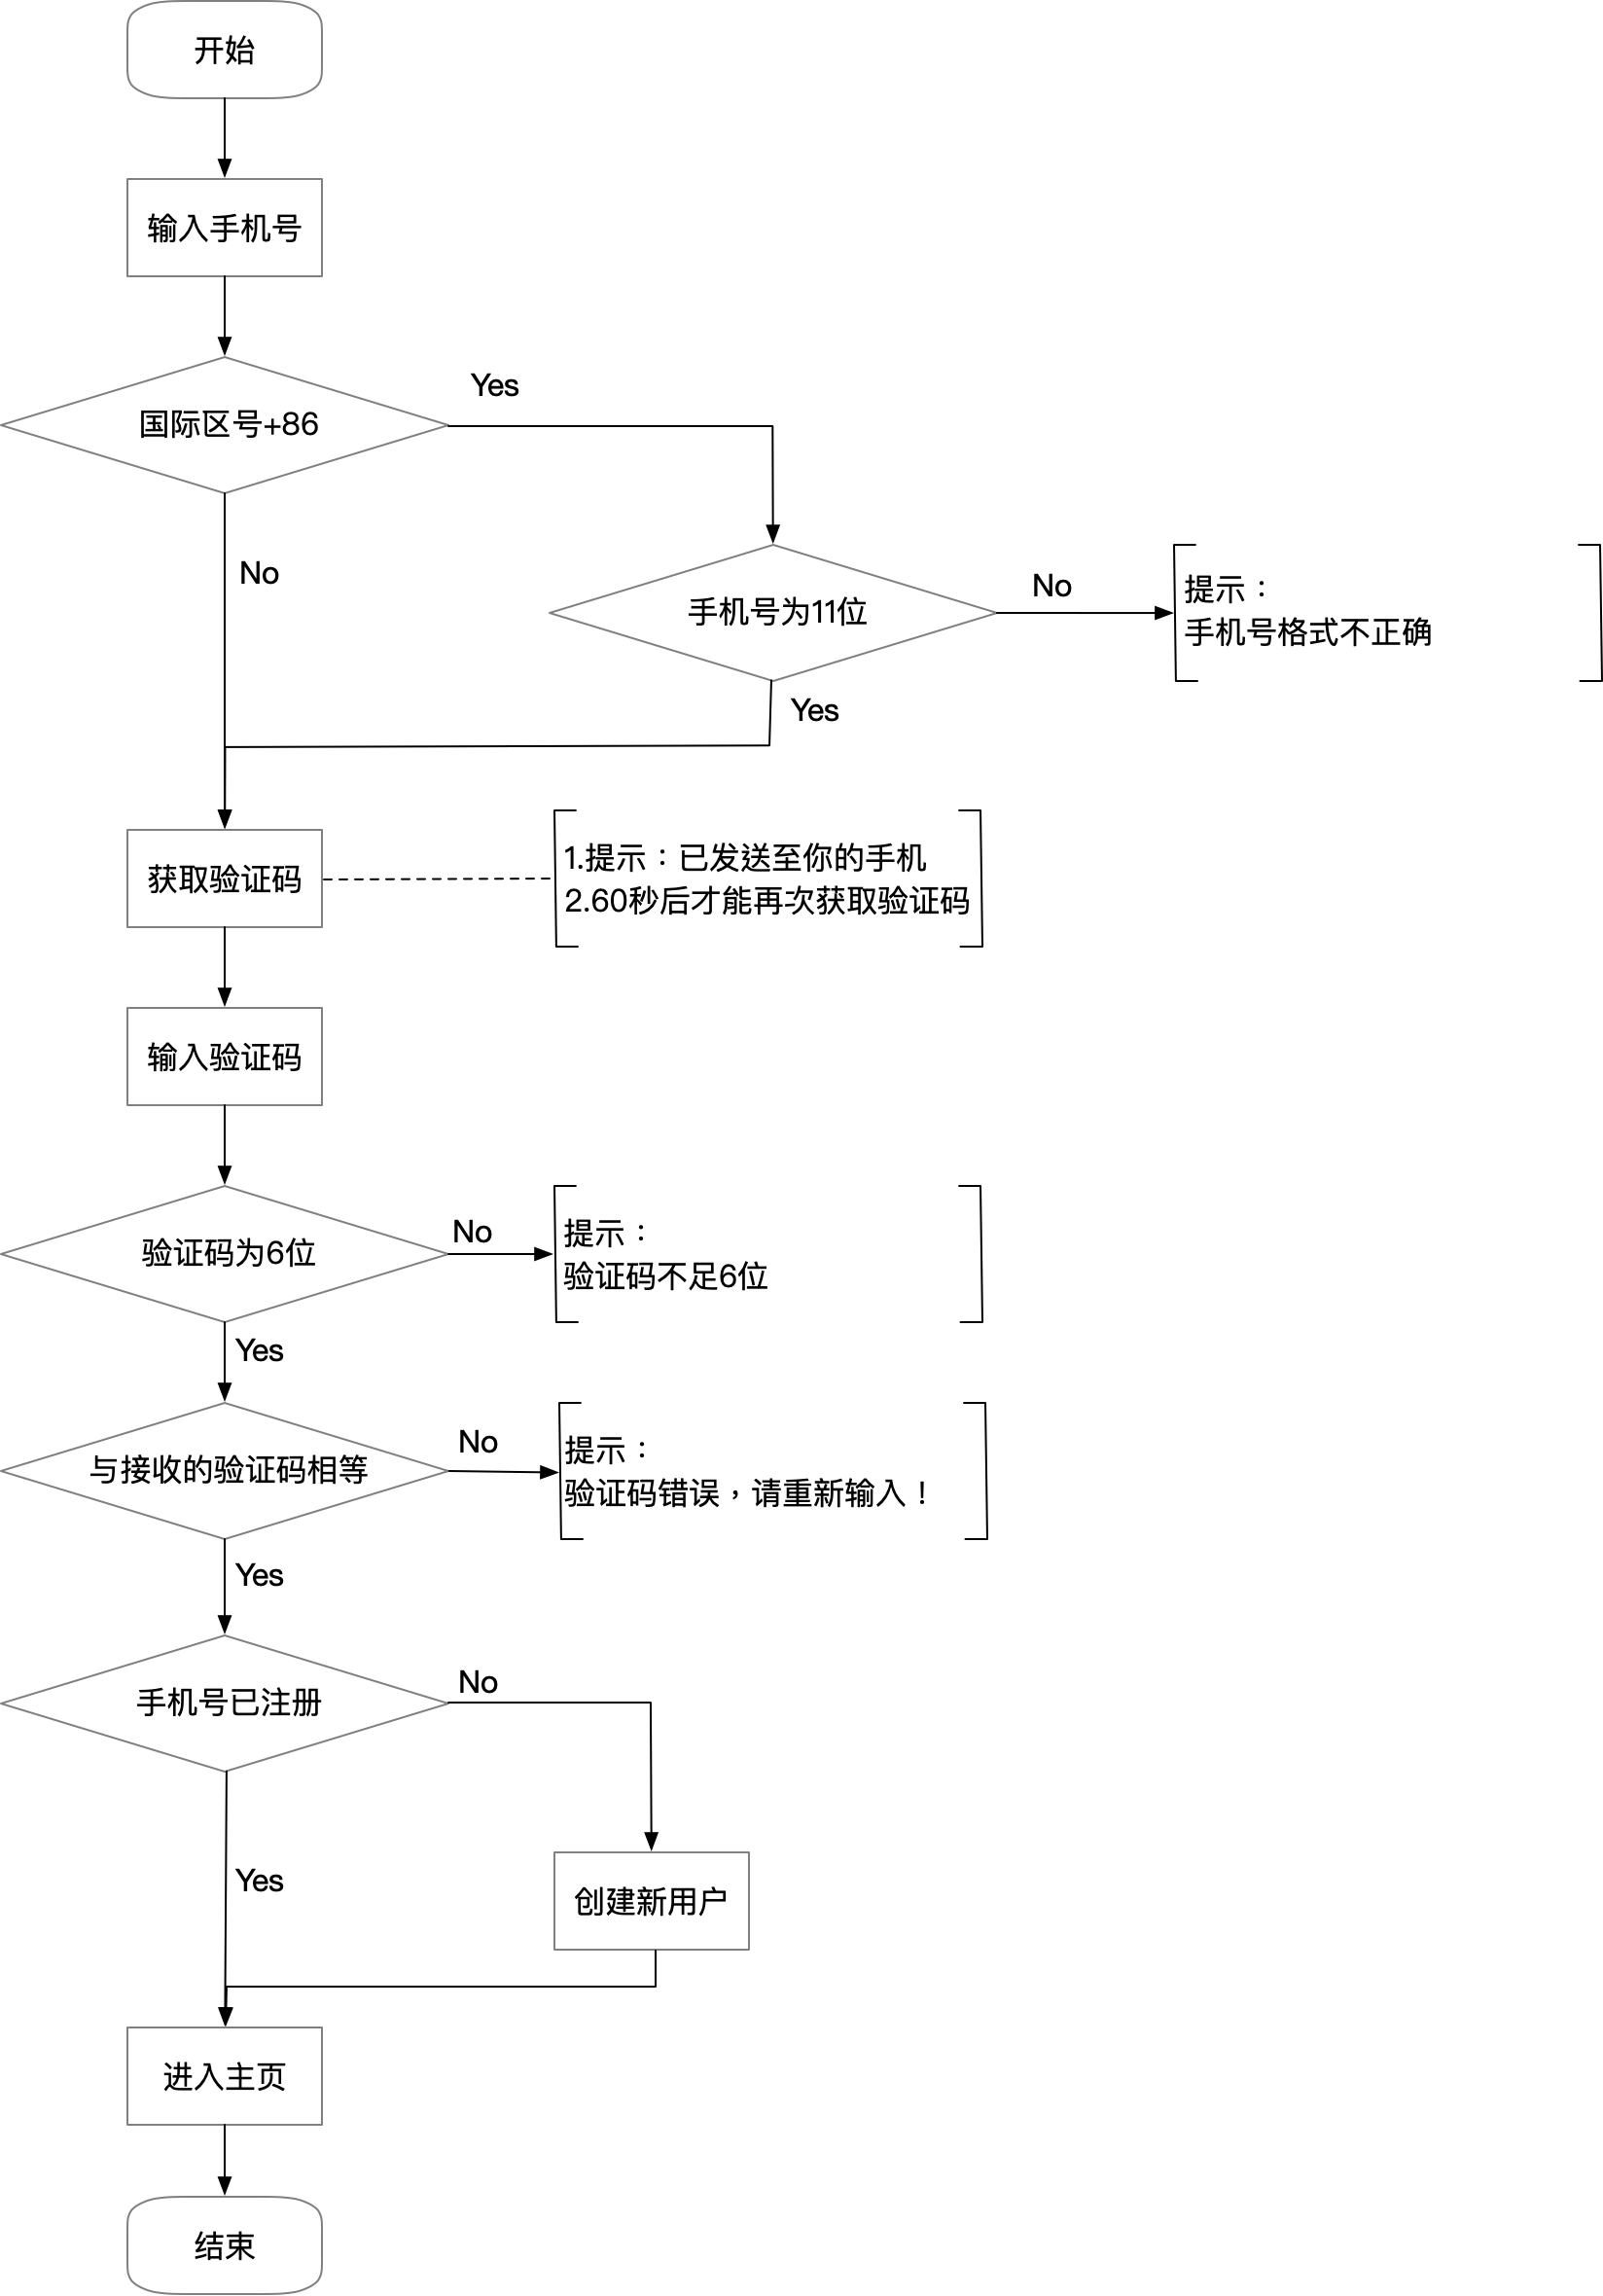 开始
输入手机号
国际区号+86
Yes
No
手机号为11位
No
提示：
手机号格式不正确
Yes
获取验证码
1.提示：已发送至你的手机
2.60秒后才能再次获取验证码
输入验证码
验证码为6位
No
提示：
验证码不足6位
Yes
与接收的验证码相等
No
提示：
验证码错误，请重新输入！
Yes
手机号已注册
No
Yes
创建新用户
进入主页
结束